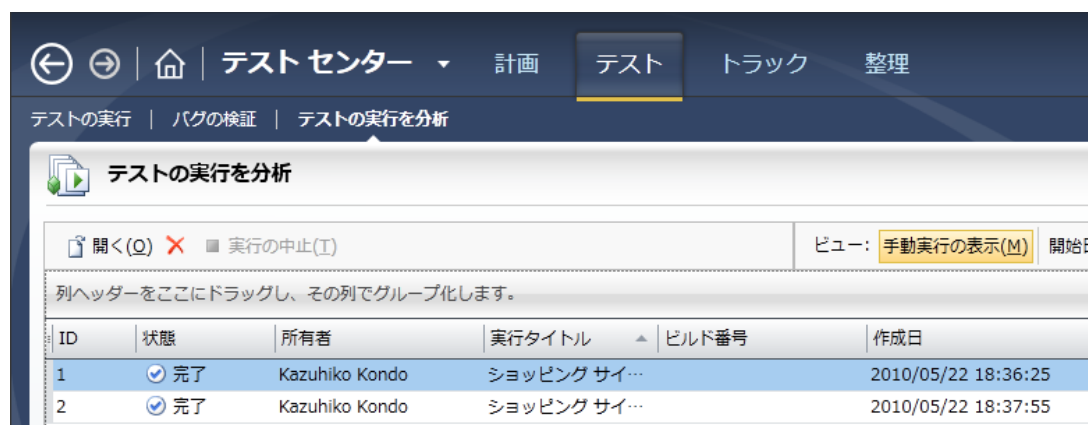 テスト センター 計画 テスト トラック 整理
テストの実行 | バグの検証 | テストの実行を分析
テストの実行を分析
開く(O) 実行の中止(T) ビュー: 手動実行の表示(M) 開始
列ヘッダーをここにドラッグし、その列でグループ化します。
ID 状態 所有者 実行タイトル ビルド番号 作成日
1 完了 Kazuhiko Kondo ショッピング サイ… 2010/05/22 18:36:25
2 完了 Kazuhiko Kondo ショッピング サイ… 2010/05/22 18:37:55